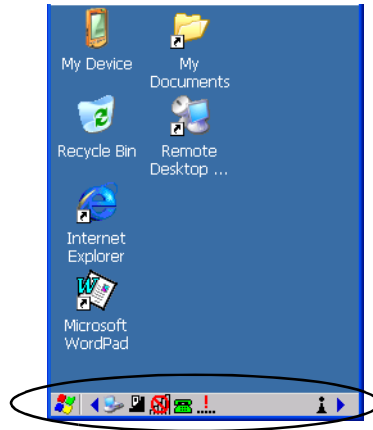 My Device
My
Documents
Recycle Bin
Remote
Desktop ...
Internet
Explorer
Microsoft
WordPad